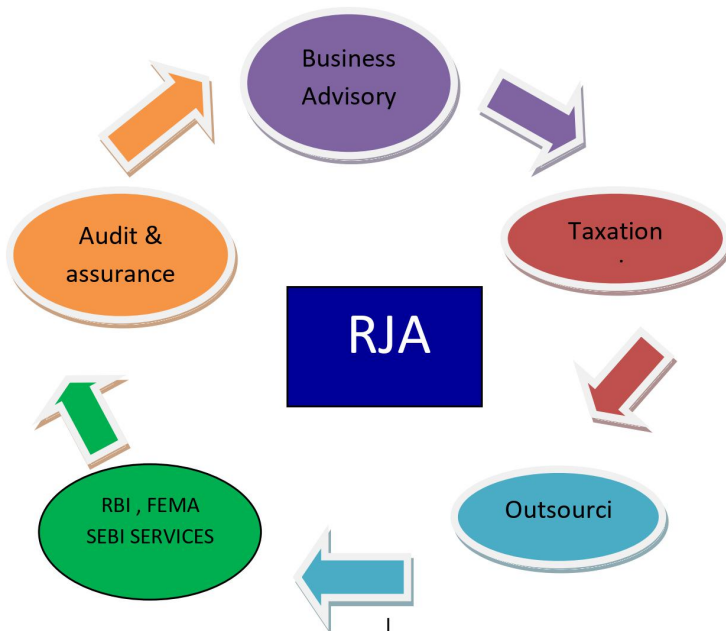 Business
Advisory
Taxation
.
Outsourci
RBI , FEMA
SEBI SERVICES
Audit &
assurance
RJA